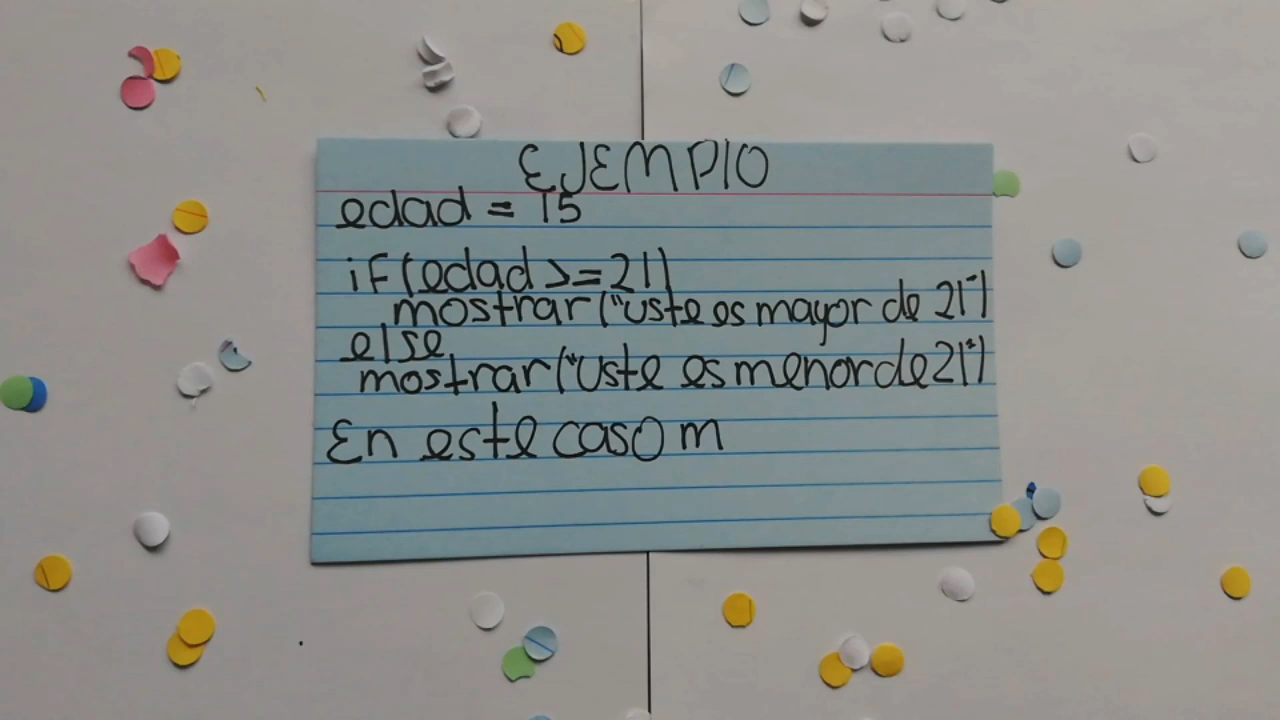 EJEMPlO
edad = 15
if (edad >= 21)
mostrar ("uste es mayor de 21")
else
mostrar ("uste es menor de 21")
En este caso m